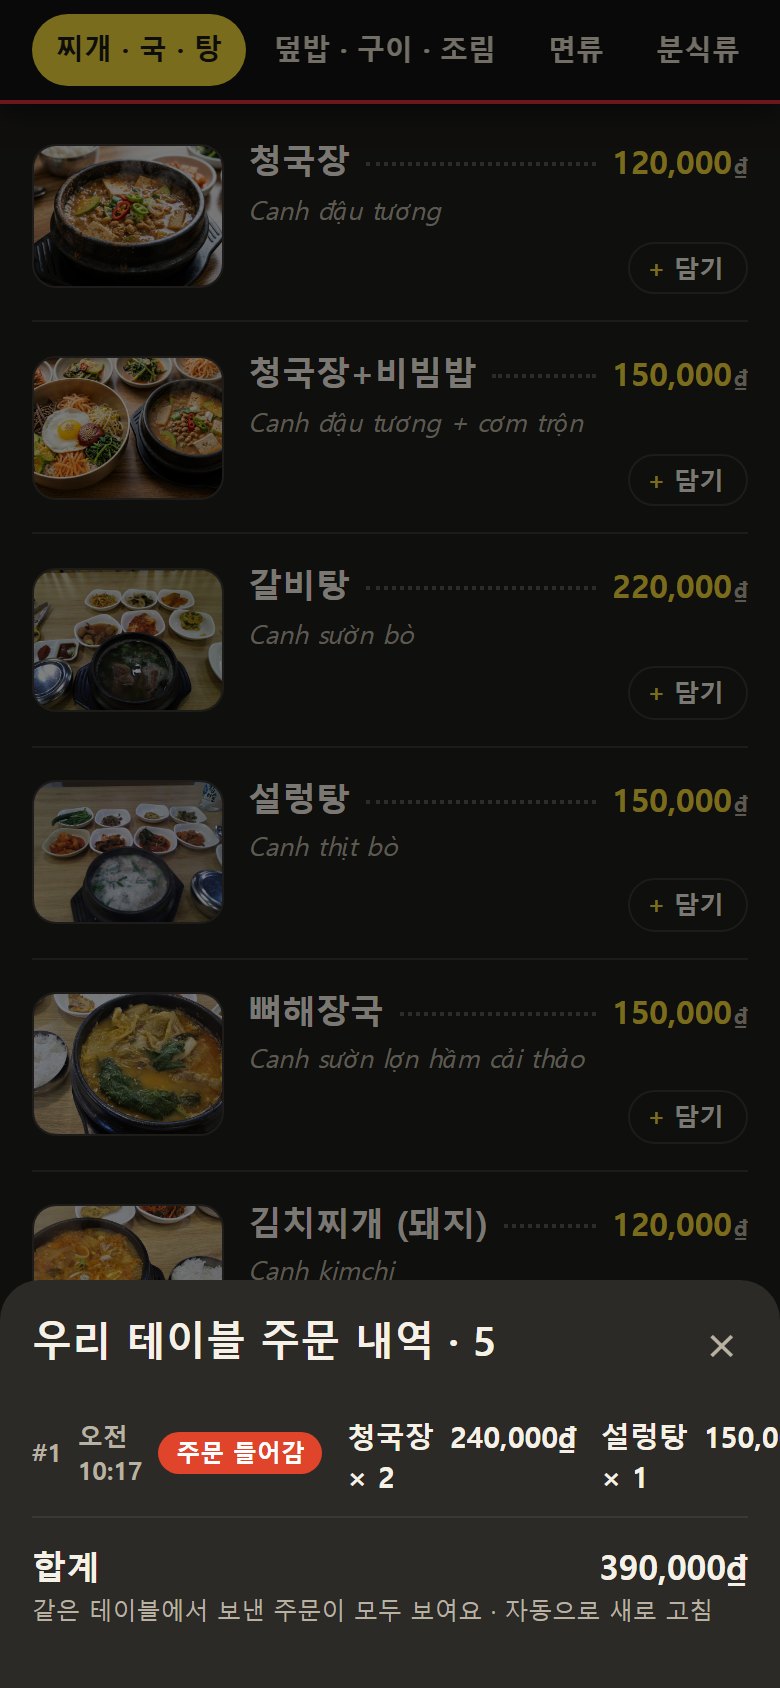 찌개 · 국 · 탕 덮밥 · 구이 · 조림 면류 분식류
청국장 120,000₫
Canh đậu tương
+ 담기
청국장+비빔밥 150,000₫
Canh đậu tương + cơm trộn
+ 담기
갈비탕 220,000₫
Canh sườn bò
+ 담기
설렁탕 150,000₫
Canh thịt bò
+ 담기
뼈해장국 150,000₫
Canh sườn lợn hầm cải thảo
+ 담기
김치찌개 (돼지) 120,000₫
Canh kimchi
우리 테이블 주문 내역 · 5
×
#1 오전 10:17 주문 들어감 청국장 × 2 240,000₫ 설렁탕 × 1 150,0
합계 390,000₫
같은 테이블에서 보낸 주문이 모두 보여요 · 자동으로 새로 고침